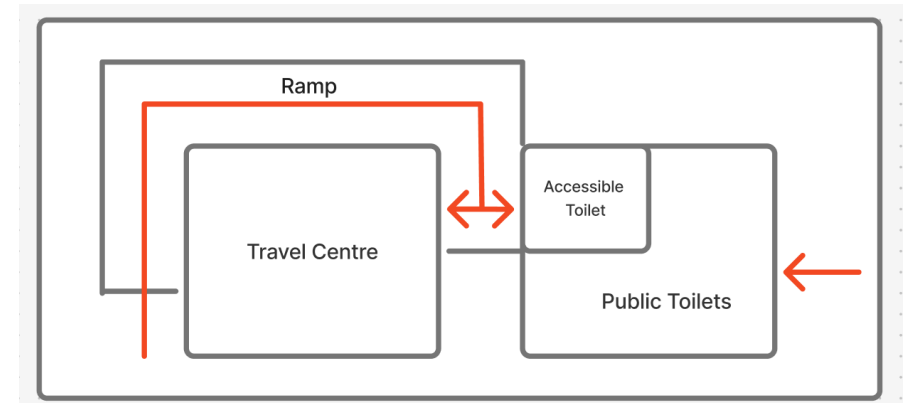 Ramp
Accessible
Toilet
Travel Centre
Public Toilets